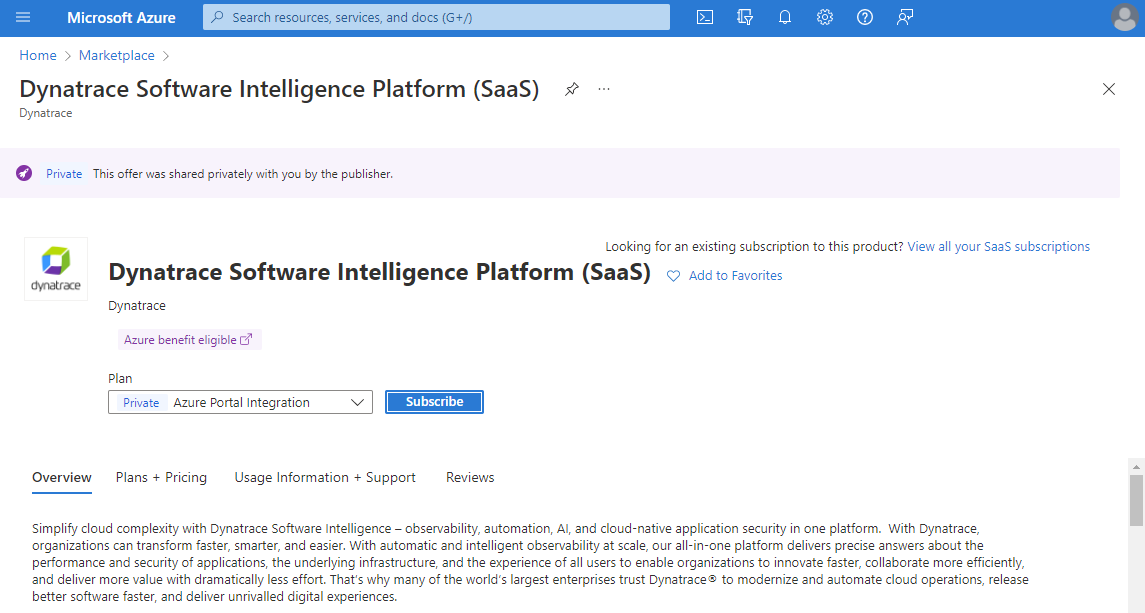 Microsoft Azure
Search resources, services, and docs (G+/)
Home > Marketplace >
Dynatrace Software Intelligence Platform (SaaS)
Dynatrace
Private This offer was shared privately with you by the publisher.
Looking for an existing subscription to this product? View all your SaaS subscriptions
dynatrace
Dynatrace Software Intelligence Platform (SaaS)
Add to Favorites
Dynatrace
Azure benefit eligible
Plan
Private Azure Portal Integration
Subscribe
Overview Plans + Pricing Usage Information + Support Reviews
Simplify cloud complexity with Dynatrace Software Intelligence – observability, automation, AI, and cloud-native application security in one platform.  With Dynatrace,
organizations can transform faster, smarter, and easier. With automatic and intelligent observability at scale, our all-in-one platform delivers precise answers about the
performance and security of applications, the underlying infrastructure, and the experience of all users to enable organizations to innovate faster, collaborate more efficiently,
and deliver more value with dramatically less effort. That's why many of the world's largest enterprises trust Dynatrace® to modernize and automate cloud operations, release
better software faster, and deliver unrivalled digital experiences.